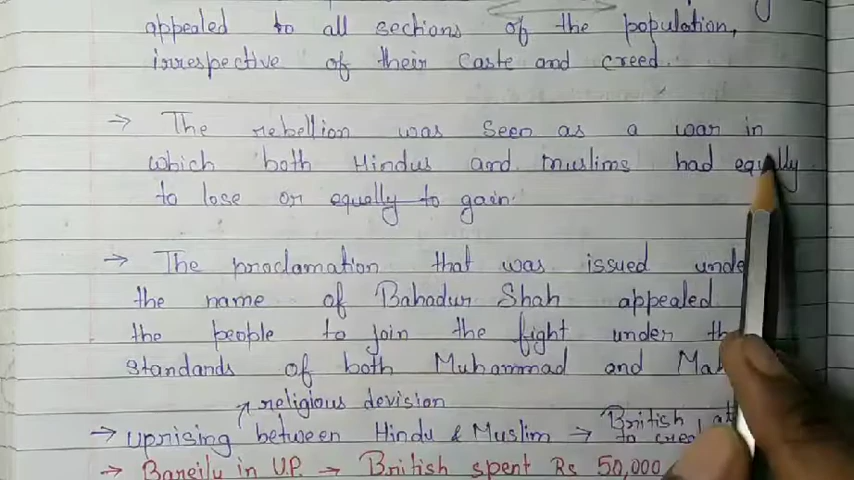 appealed to all sections of the population,
irrespective of their caste and creed.
→ The rebellion was seen as a war in
which both Hindus and Muslims had equally
to lose or equally to gain.
→ The proclamation that was issued
the name of Bahadur Shah appealed
the people to join the fight under
standards of both Muhammad and
religious devision
→ uprising between Hindu & Muslim → British
→ Bareily in U.P. → British spent Rs 50,000